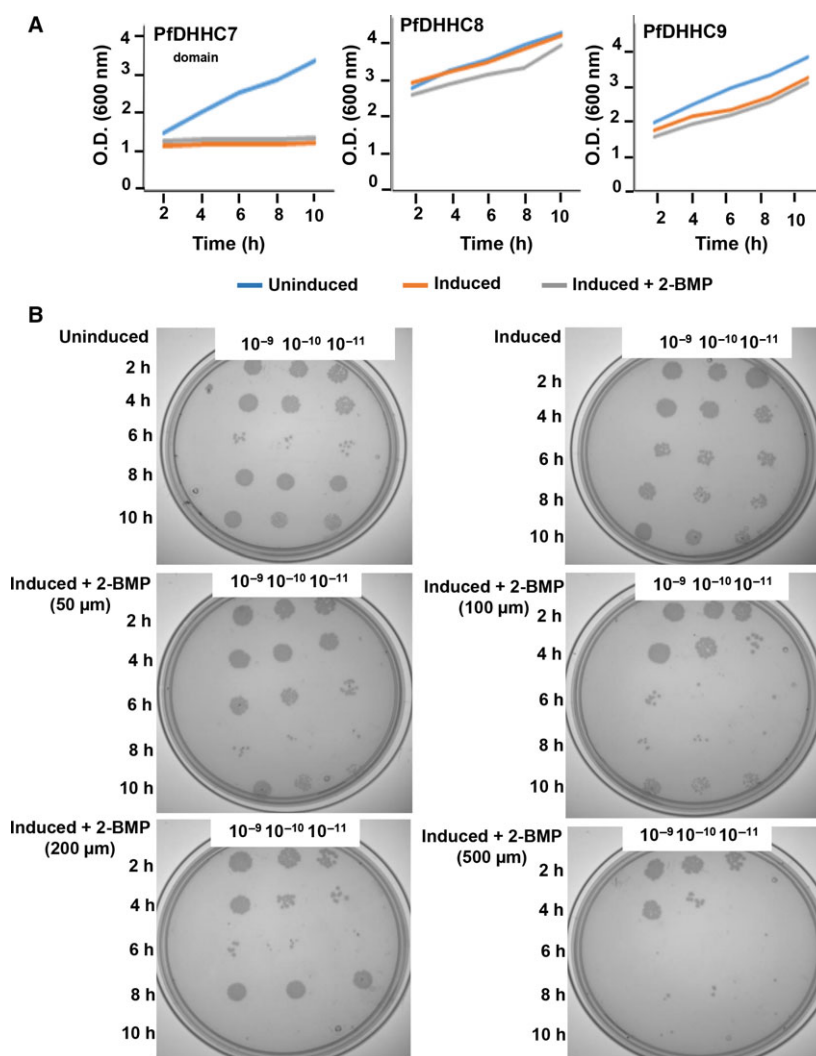 A
PfDHHC7
domain
O.D. (600 nm)
4
3
2
1
0
2 4 6 8 10
Time (h)
PfDHHC8
O.D. (600 nm)
4
3
2
1
0
2 4 6 8 10
Time (h)
PfDHHC9
O.D. (600 nm)
4
3
2
1
0
2 4 6 8 10
Time (h)
Uninduced Induced Induced + 2-BMP
B
Uninduced
10⁻⁹ 10⁻¹⁰ 10⁻¹¹
2 h
4 h
6 h
8 h
10 h
Induced
10⁻⁹ 10⁻¹⁰ 10⁻¹¹
2 h
4 h
6 h
8 h
10 h
Induced + 2-BMP
(50 µm)
10⁻⁹ 10⁻¹⁰ 10⁻¹¹
2 h
4 h
6 h
8 h
10 h
Induced + 2-BMP
(100 µm)
10⁻⁹ 10⁻¹⁰ 10⁻¹¹
2 h
4 h
6 h
8 h
10 h
Induced + 2-BMP
(200 µm)
10⁻⁹ 10⁻¹⁰ 10⁻¹¹
2 h
4 h
6 h
8 h
10 h
Induced + 2-BMP
(500 µm)
10⁻⁹ 10⁻¹⁰ 10⁻¹¹
2 h
4 h
6 h
8 h
10 h